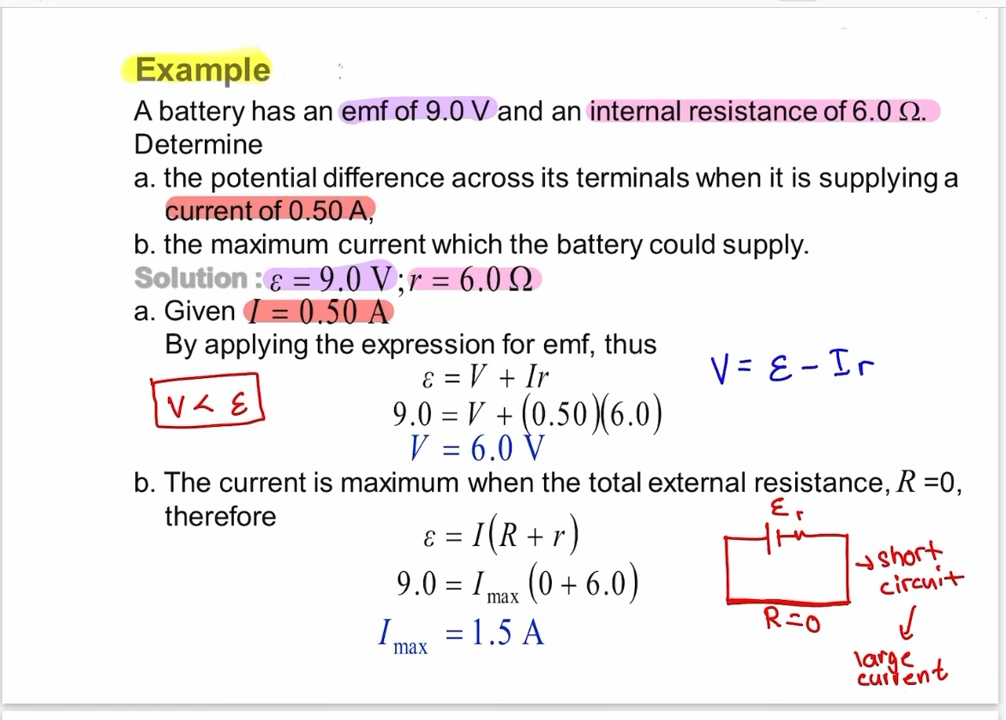 Example
A battery has an emf of 9.0 V and an internal resistance of 6.0 Ω.
Determine
a. the potential difference across its terminals when it is supplying a
current of 0.50 A,
b. the maximum current which the battery could supply.
Solution : ε = 9.0 V; r = 6.0 Ω
a. Given I = 0.50 A
By applying the expression for emf, thus
ε = V + Ir
V = ε - Ir
V < ε
9.0 = V + (0.50)(6.0)
V = 6.0 V
b. The current is maximum when the total external resistance, R =0,
therefore
ε r
ε = I(R + r)
→ short
circuit
9.0 = I max (0 + 6.0)
R=0
I max = 1.5 A
large
current